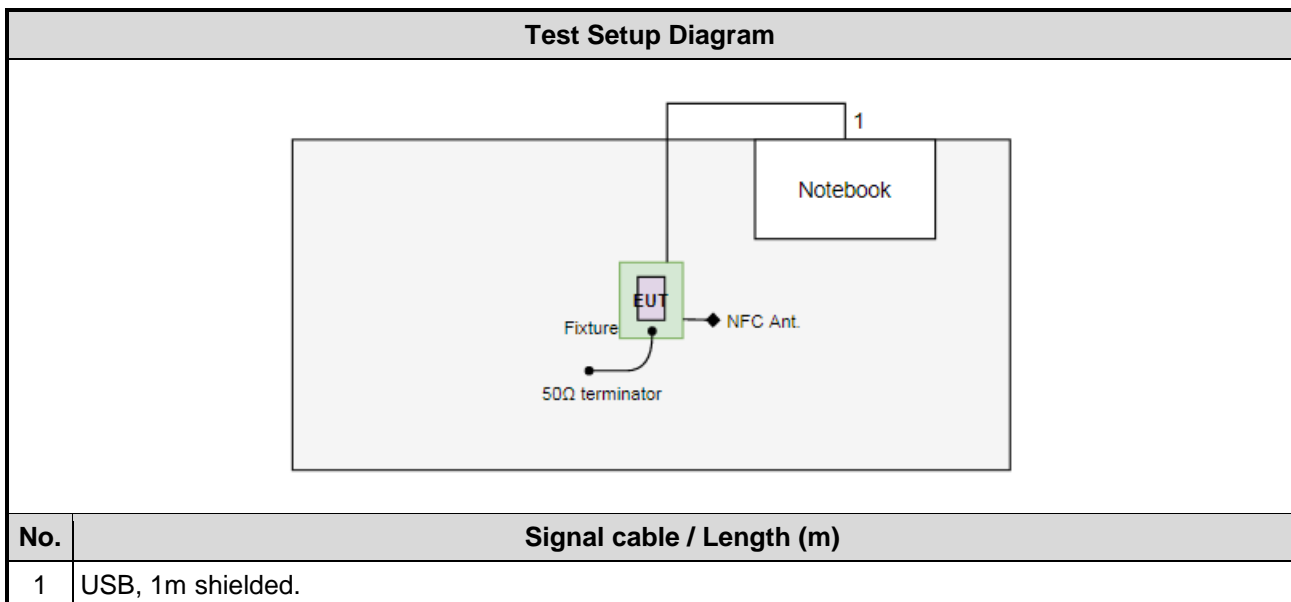 Test Setup Diagram
1
Notebook
EUT
Fixture
NFC Ant.
50Ω terminator
No. Signal cable / Length (m)
1 USB, 1m shielded.